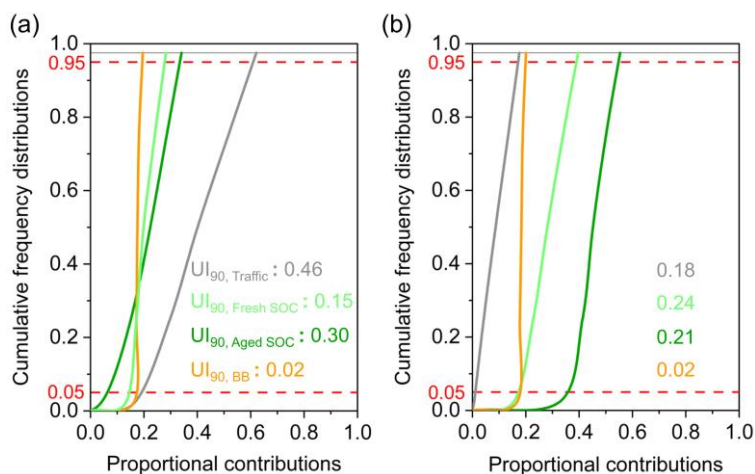 (a)
1.0
0.95
0.8
0.6
0.4
0.2
0.05
0.0
Cumulative frequency distributions
UI90, Traffic : 0.46
UI90, Fresh SOC : 0.15
UI90, Aged SOC : 0.30
UI90, BB : 0.02
0.0 0.2 0.4 0.6 0.8 1.0
Proportional contributions
(b)
1.0
0.95
0.8
0.6
0.4
0.2
0.05
0.0
Cumulative frequency distributions
0.18
0.24
0.21
0.02
0.0 0.2 0.4 0.6 0.8 1.0
Proportional contributions